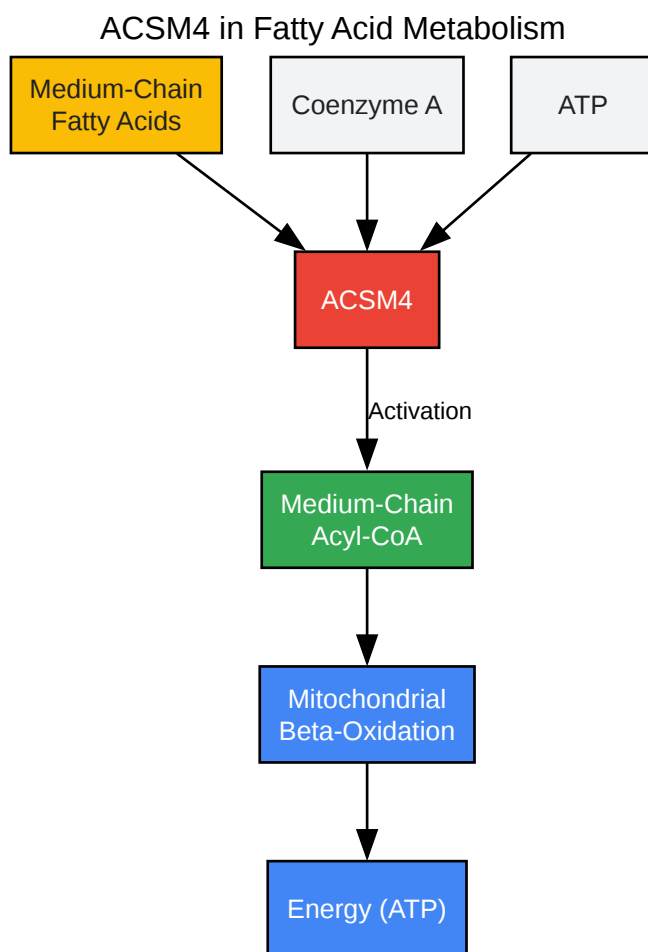 ACSM4 in Fatty Acid Metabolism
Medium-Chain
Fatty Acids
Coenzyme A
ATP
ACSM4
Activation
Medium-Chain
Acyl-CoA
Mitochondrial
Beta-Oxidation
Energy (ATP)